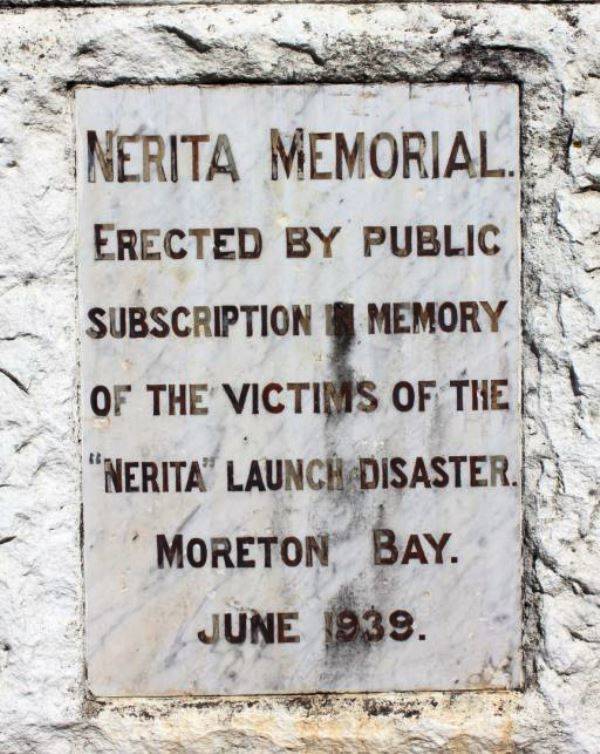 NERITA MEMORIAL.
ERECTED BY PUBLIC
SUBSCRIPTION IN MEMORY
OF THE VICTIMS OF THE
"NERITA" LAUNCH DISASTER.
MORETON BAY.
JUNE 1939.